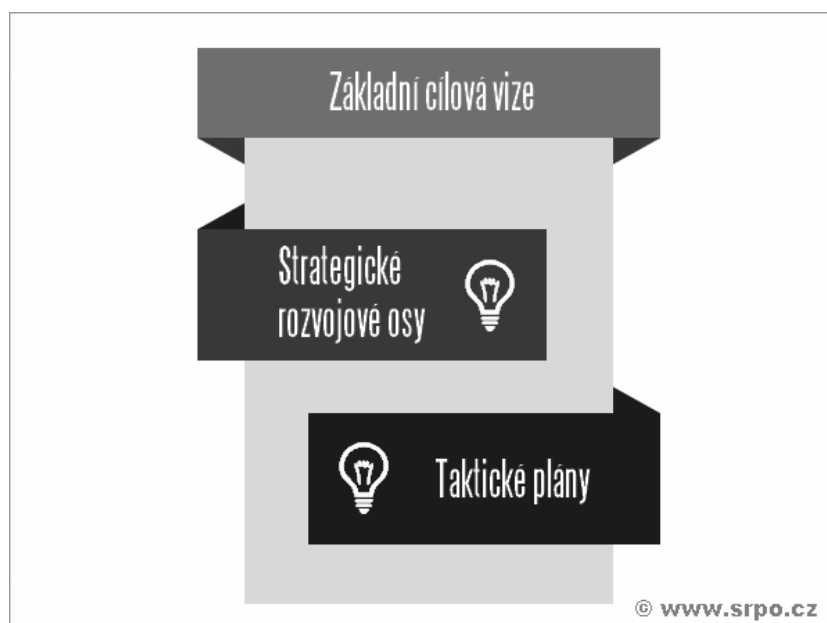 Základní cílová vize
Strategické
rozvojové osy
Taktické plány
© www.srpo.cz